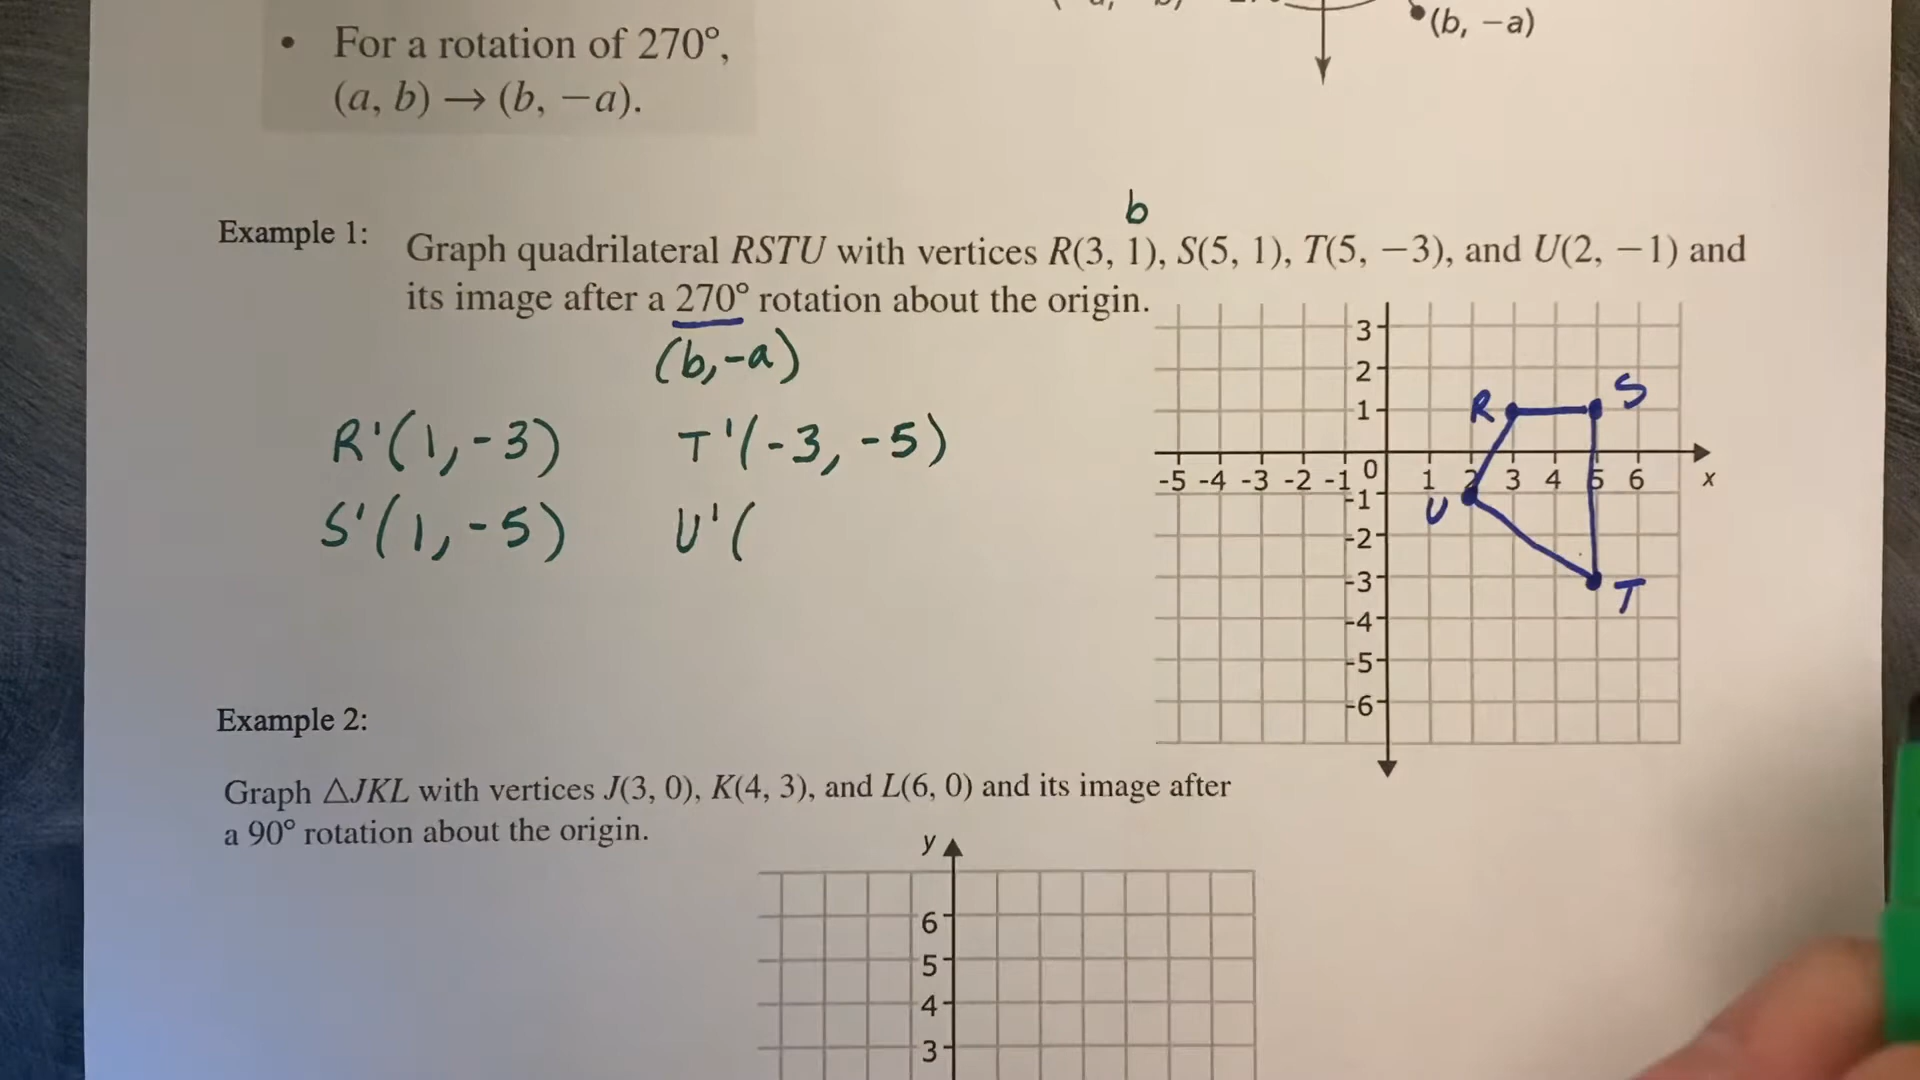 (b, −a)
• For a rotation of 270°,
(a, b) → (b, −a).
b
Example 1:
Graph quadrilateral RSTU with vertices R(3, 1), S(5, 1), T(5, −3), and U(2, −1) and
its image after a 270° rotation about the origin.
(b,-a)
R'(1,-3) T'(-3,-5)
S'(1,-5) U'(
3
2
1
R S
-5 -4 -3 -2 -1 0 1 2 3 4 5 6 x
U
-1
-2
-3
T
-4
-5
-6
Example 2:
Graph △JKL with vertices J(3, 0), K(4, 3), and L(6, 0) and its image after
a 90° rotation about the origin.
y
6
5
4
3